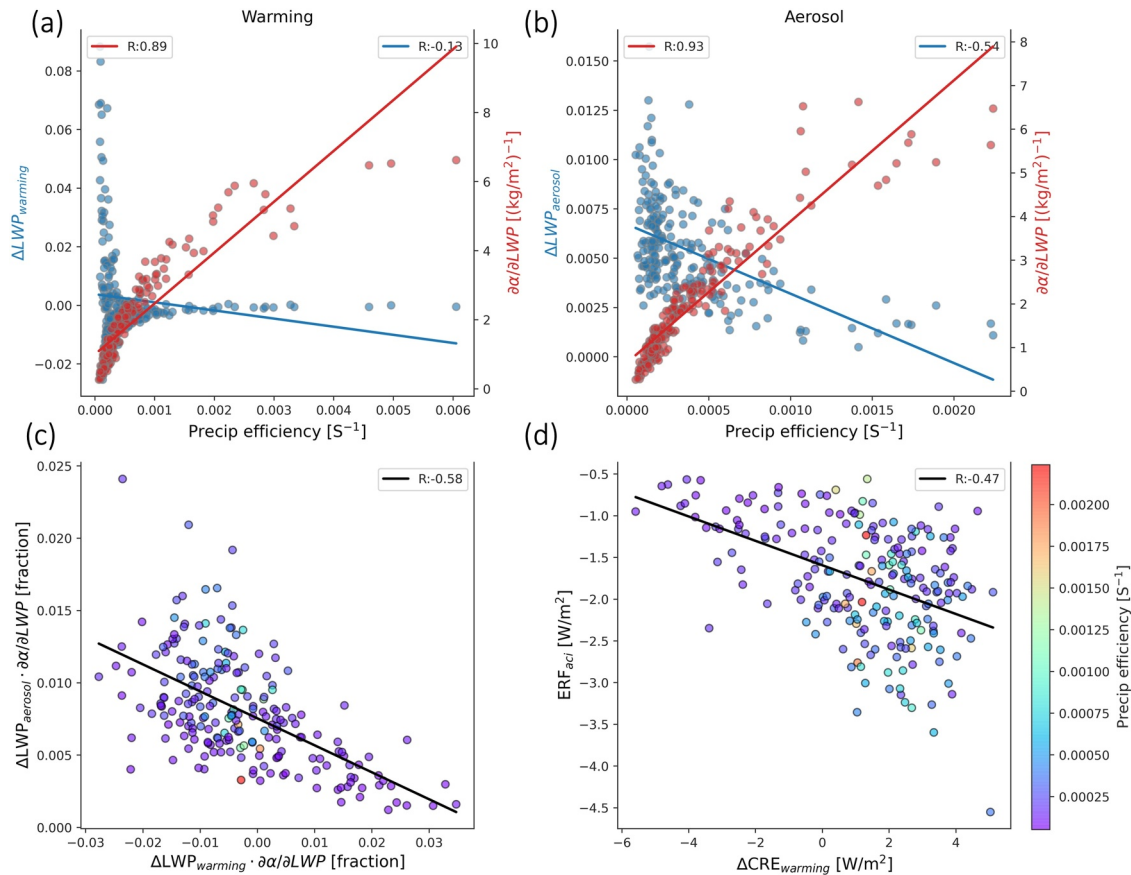 (a)
Warming
R:0.89
R:-0.13
0.08
0.06
0.04
0.02
0.00
−0.02
ΔLWP_warming
10
8
6
4
2
0
∂α/∂LWP [(kg/m²)⁻¹]
0.000 0.001 0.002 0.003 0.004 0.005 0.006
Precip efficiency [S⁻¹]
(b)
Aerosol
R:0.93
R:-0.54
0.0150
0.0125
0.0100
0.0075
0.0050
0.0025
0.0000
ΔLWP_aerosol
8
7
6
5
4
3
2
1
0
∂α/∂LWP [(kg/m²)⁻¹]
0.0000 0.0005 0.0010 0.0015 0.0020
Precip efficiency [S⁻¹]
(c)
R:-0.58
0.025
0.020
0.015
0.010
0.005
0.000
ΔLWP_aerosol · ∂α/∂LWP [fraction]
−0.03 −0.02 −0.01 0.00 0.01 0.02 0.03
ΔLWP_warming · ∂α/∂LWP [fraction]
(d)
R:-0.47
−0.5
−1.0
−1.5
−2.0
−2.5
−3.0
−3.5
−4.0
−4.5
ERF_aci [W/m²]
−6 −4 −2 0 2 4
ΔCRE_warming [W/m²]
0.00200
0.00175
0.00150
0.00125
0.00100
0.00075
0.00050
0.00025
Precip efficiency [S⁻¹]